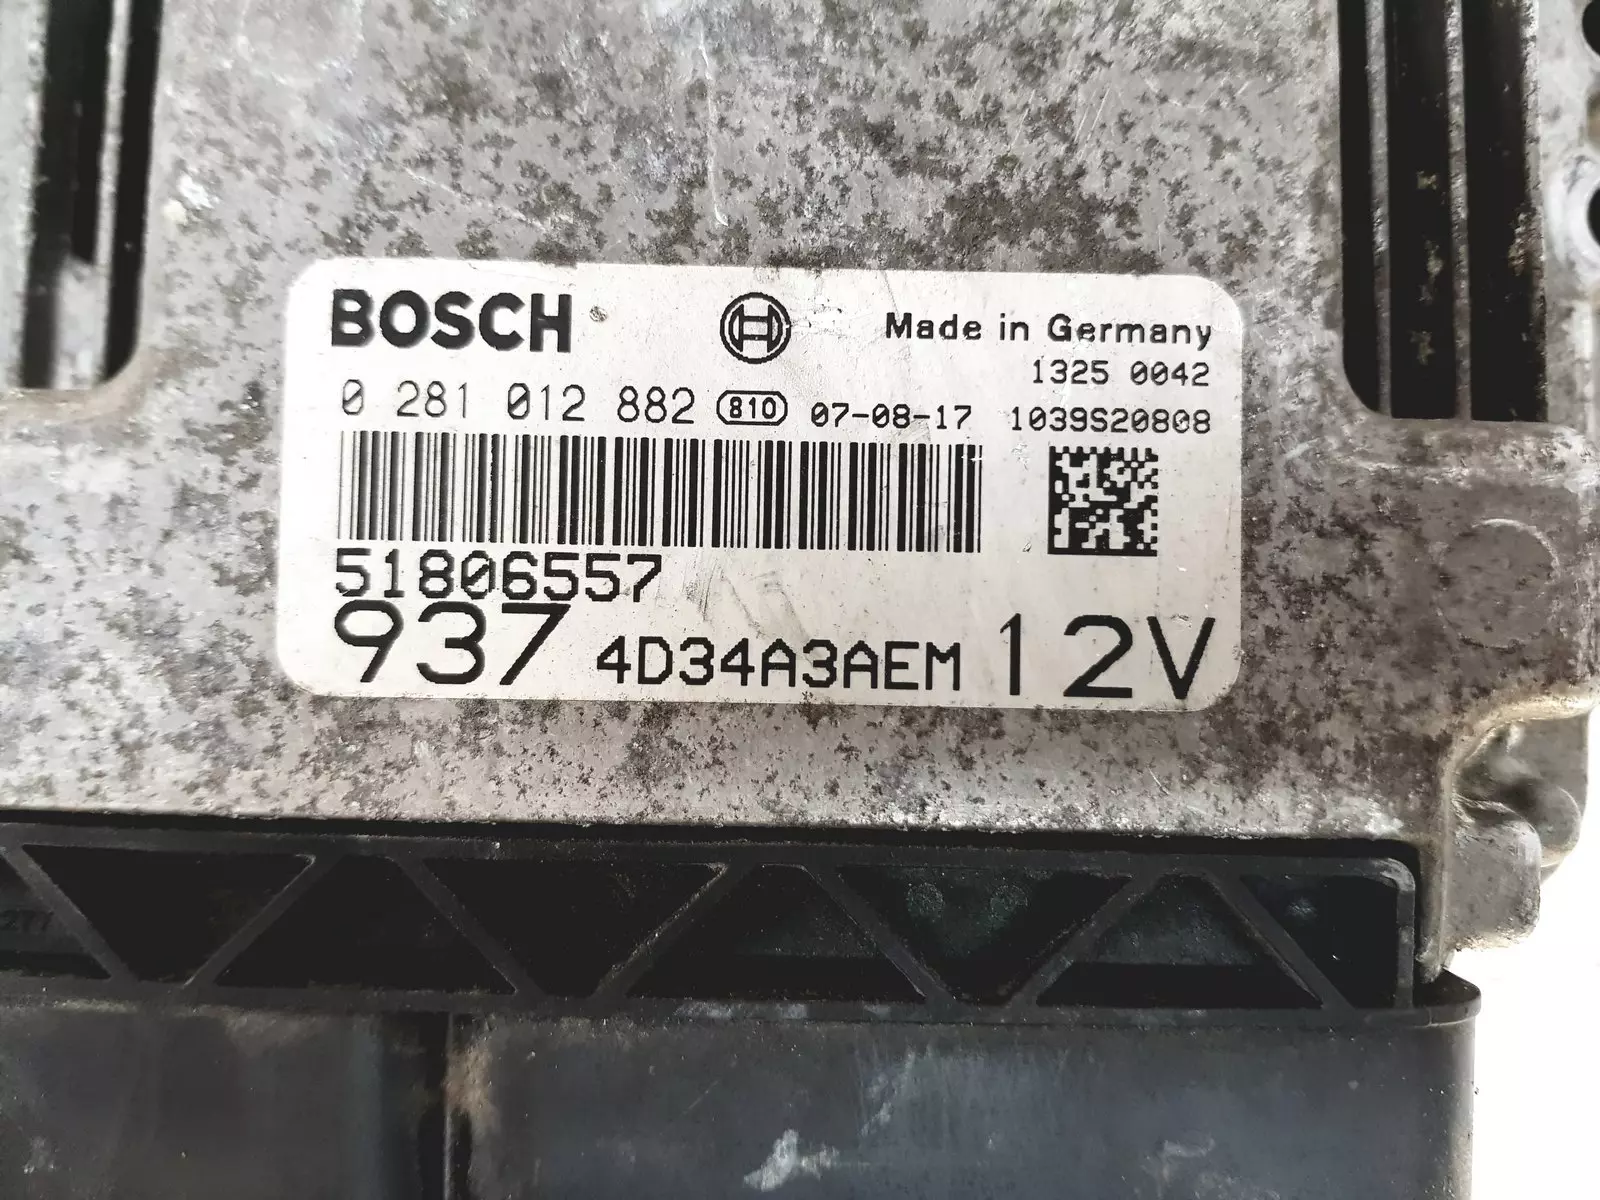 BOSCH Made in Germany
1325 0042
0 281 012 882 810 07-08-17 1039S20808
51806557
937 4D34A3AEM 12V